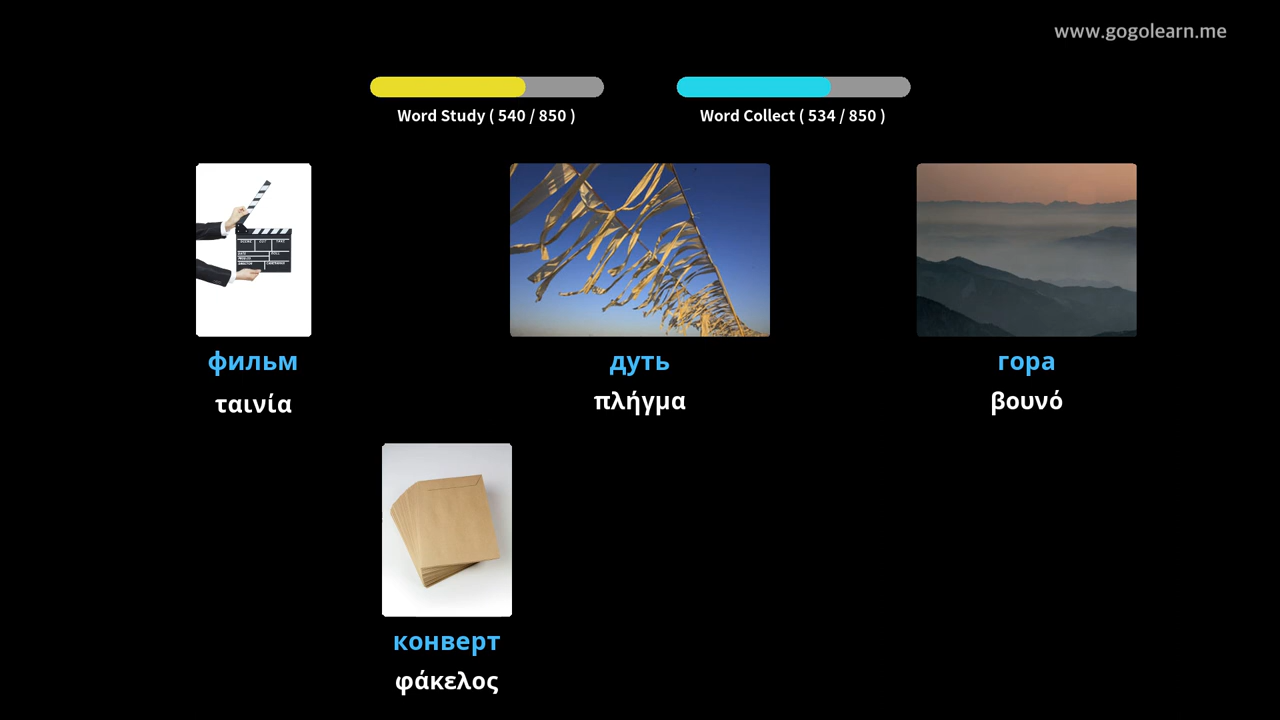 www.gogolearn.me
Word Study ( 540 / 850 )
Word Collect ( 534 / 850 )
фильм
ταινία
дуть
πλήγμα
гора
βουνό
конверт
φάκελος